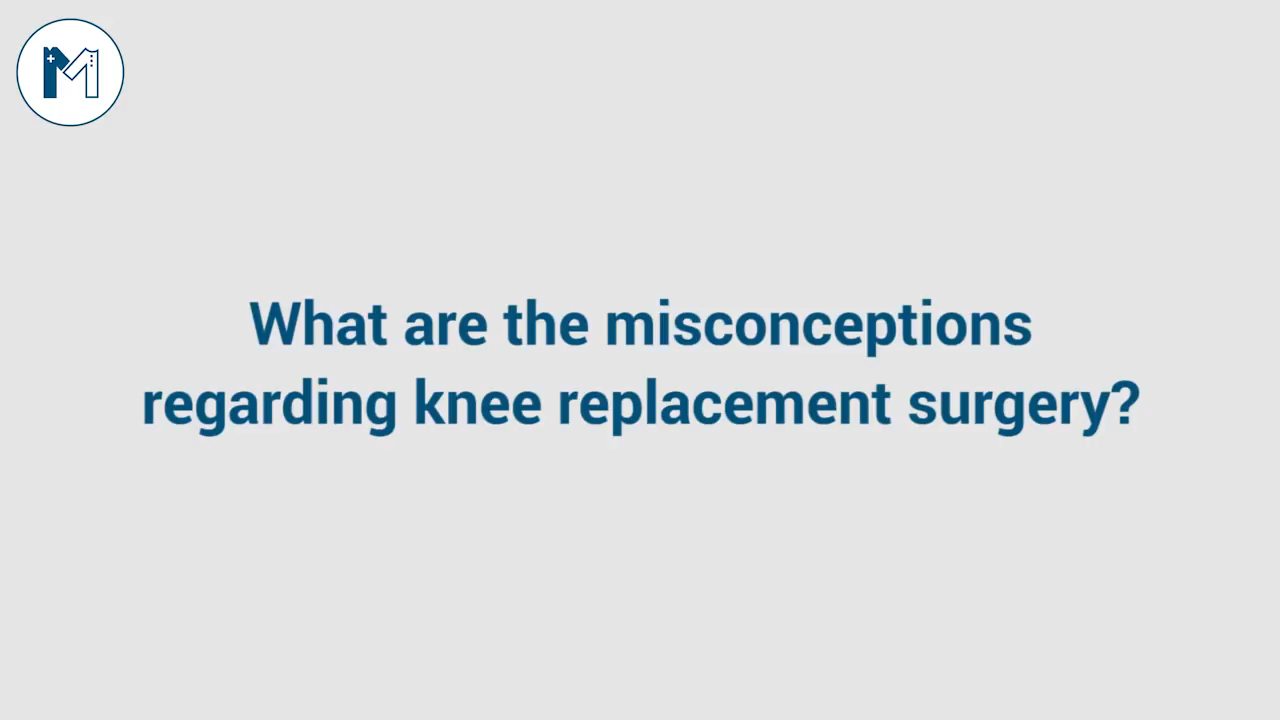 M
What are the misconceptions
regarding knee replacement surgery?